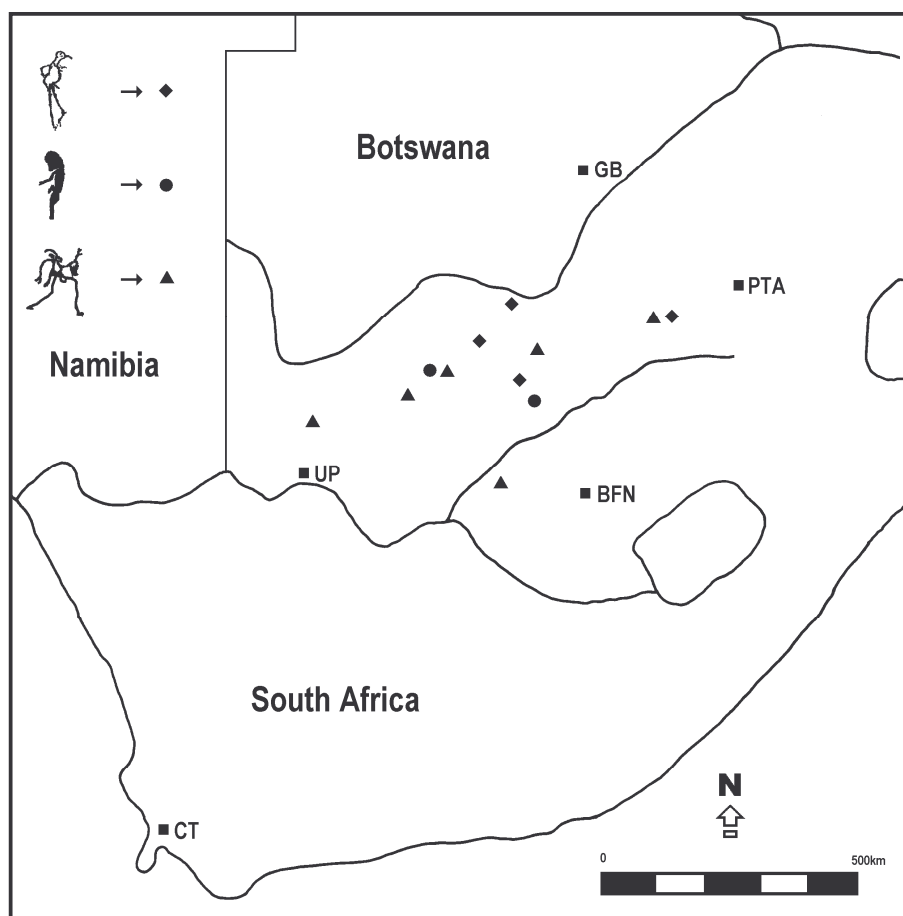 Botswana
GB
PTA
Namibia
UP
BFN
South Africa
N
CT
0 500km